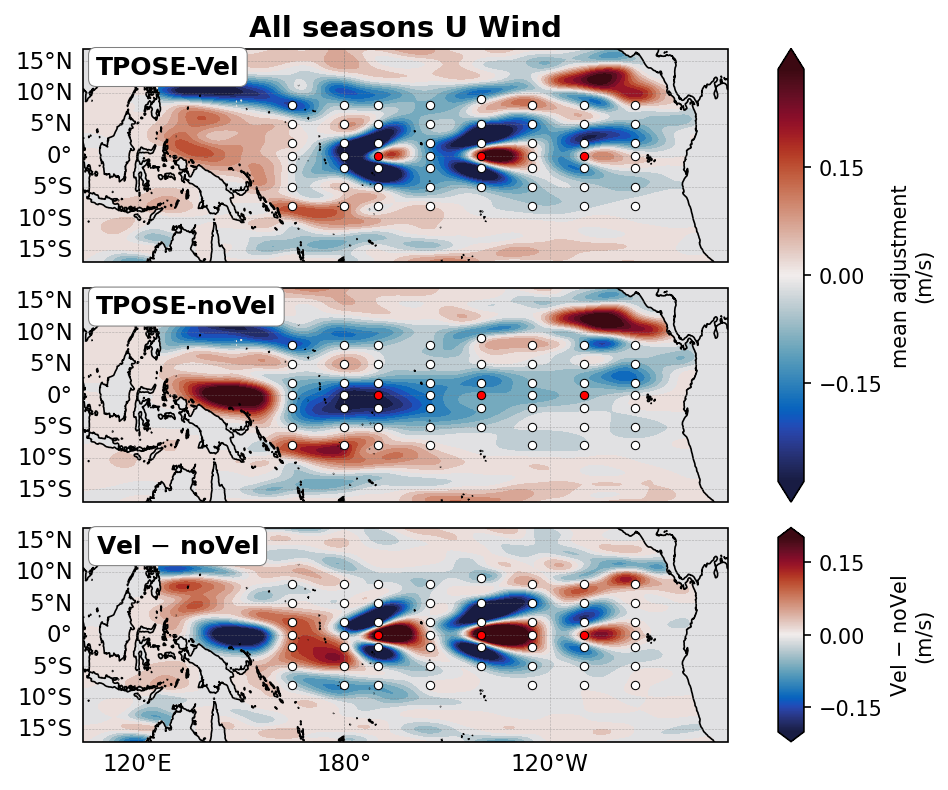 All seasons U Wind
TPOSE-Vel
15°N
10°N
5°N
0°
5°S
10°S
15°S
TPOSE-noVel
15°N
10°N
5°N
0°
5°S
10°S
15°S
0.15
0.00
−0.15
mean adjustment
(m/s)
Vel − noVel
15°N
10°N
5°N
0°
5°S
10°S
15°S
120°E
180°
120°W
0.15
0.00
−0.15
Vel − noVel
(m/s)